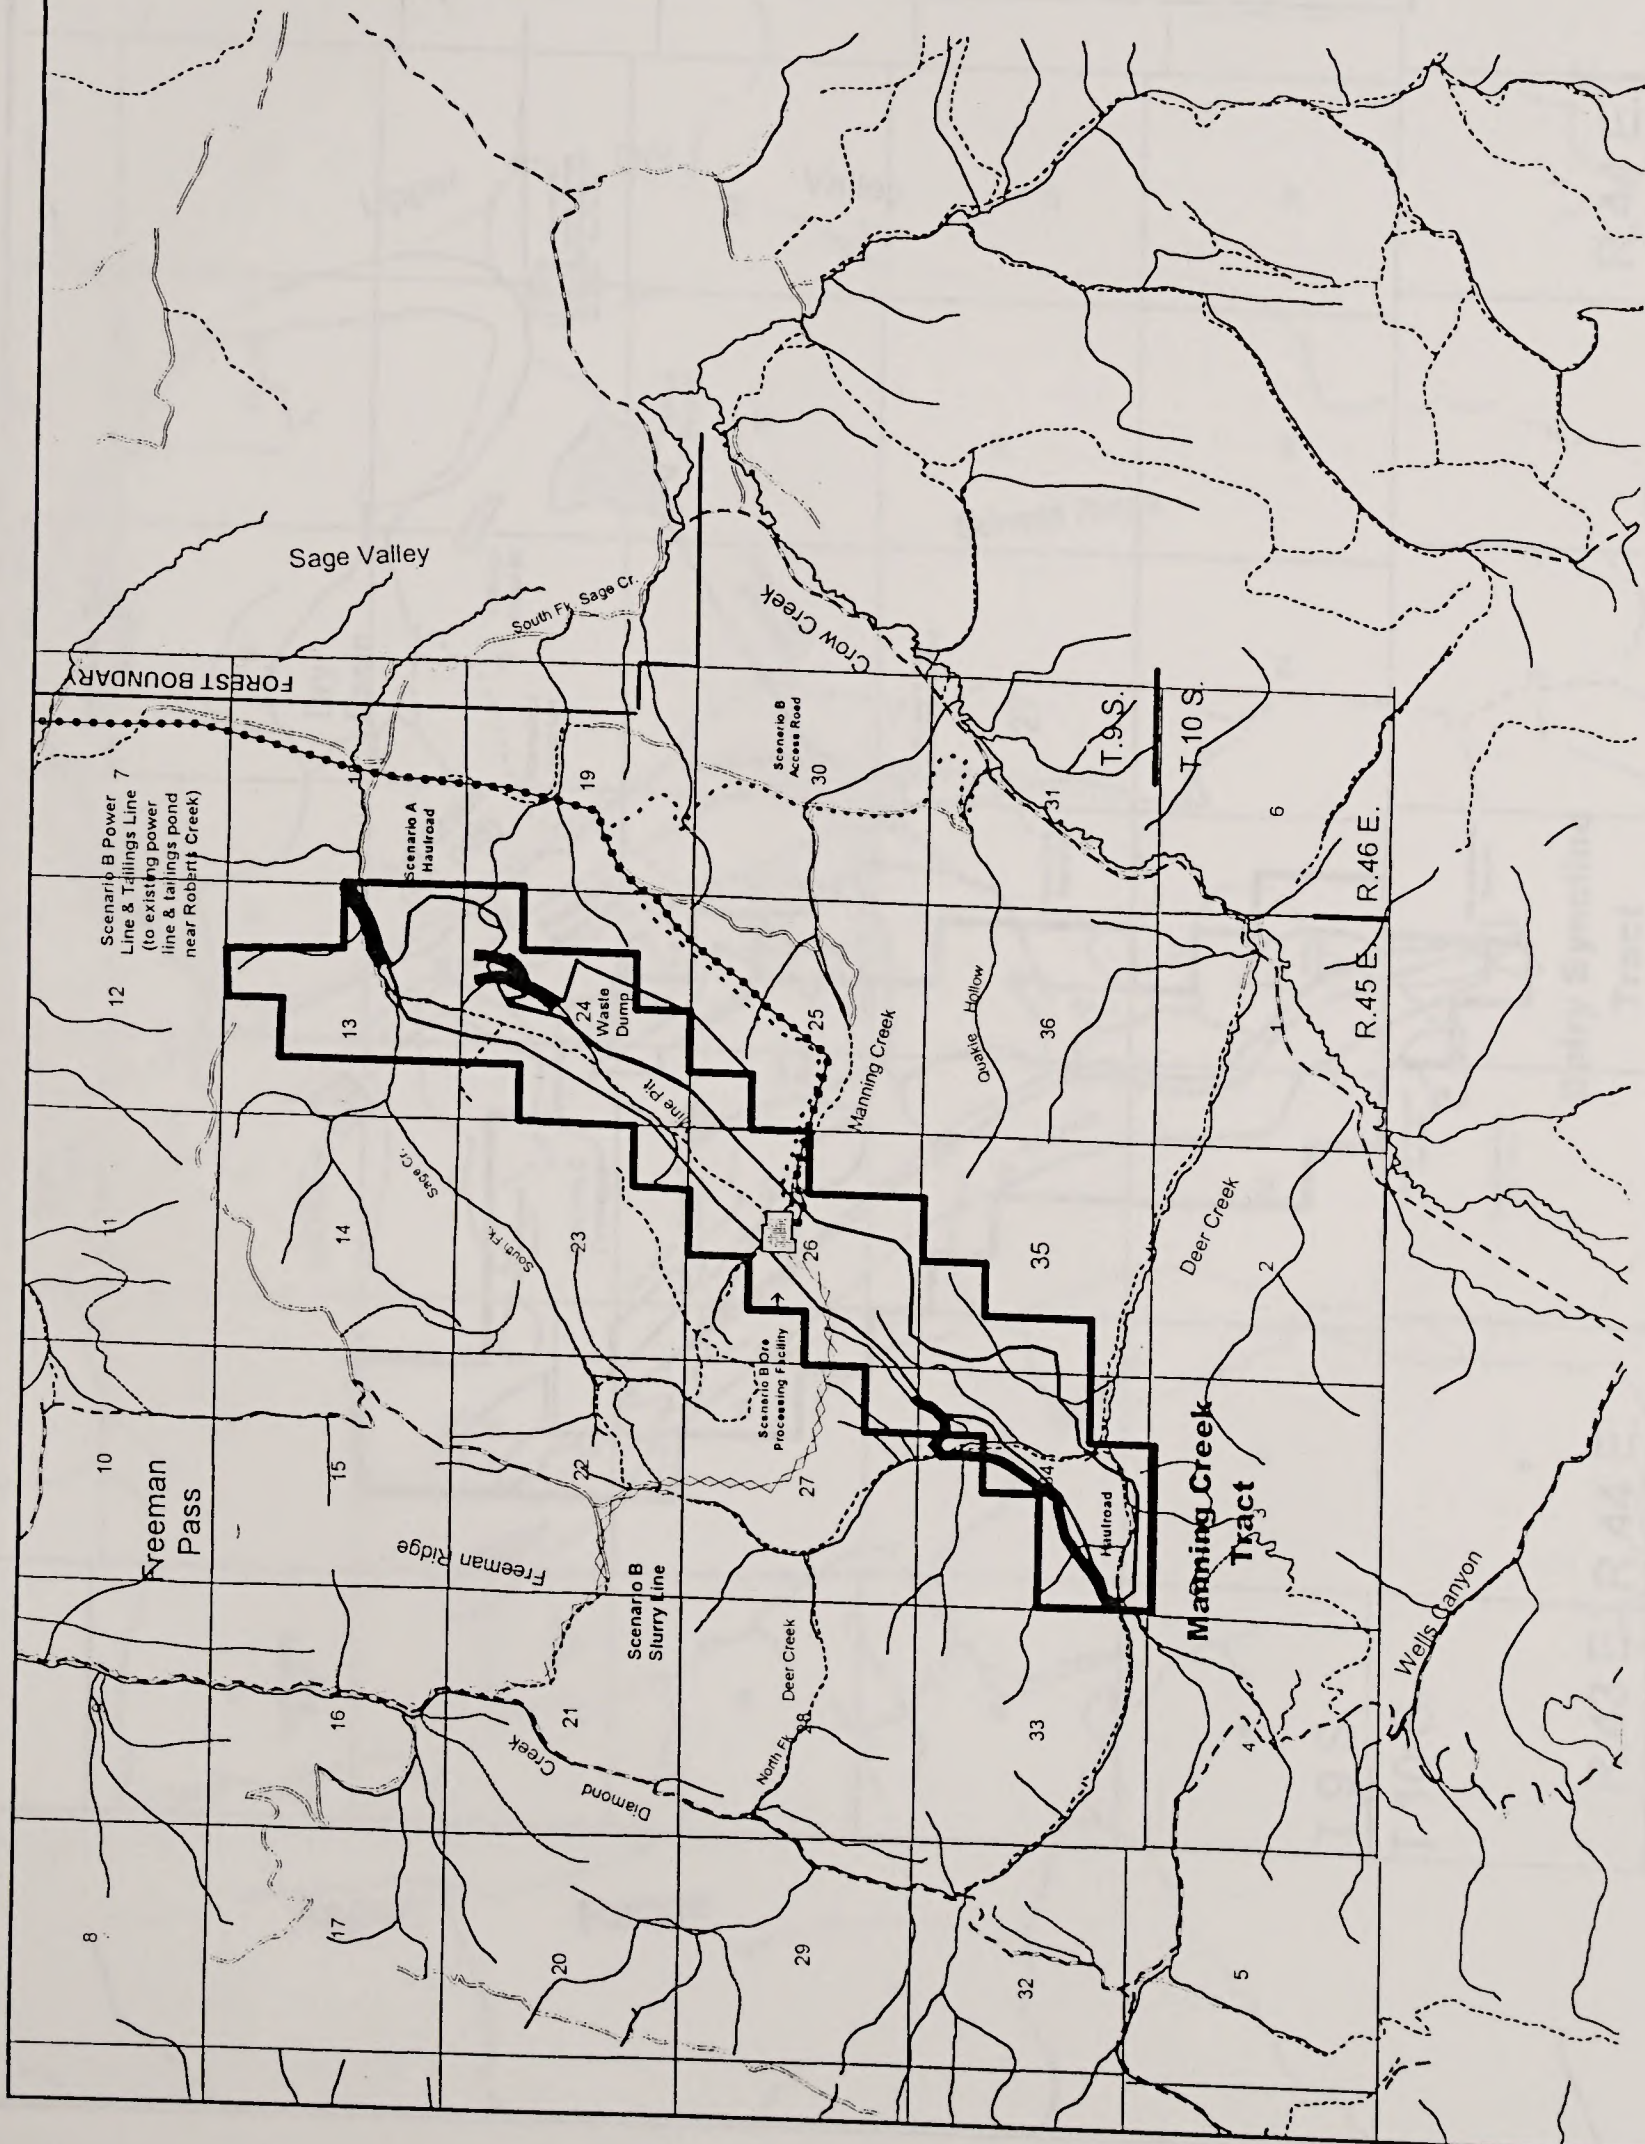 Sage Valley
South Fk. Sage Cr.
FOREST BOUNDARY
Crow Creek
Scenario B Power
Line & Tailings Line
(to existing power
line & tailings pond
near Roberts Creek)
7
Scenario A
Haulroad
19
Scenario B
Access Road
30
T.9 S.
T.10 S.
31
6
R.46 E.
R.45 E.
12
13
24
Waste
Dump
25
Manning Creek
Quakie Hollow
36
1
11
14
South Fk. Sage Cr.
23
26
35
Deer Creek
2
Scenario B Ore
Processing Facility
10
Freeman
Pass
15
22
27
34
Haulroad
Manning Creek
Tract
3
Freeman Ridge
Scenario B
Slurry Line
16
21
North Fk. Deer Creek
28
33
4
Wells Canyon
Diamond Creek
8
17
20
29
32
5